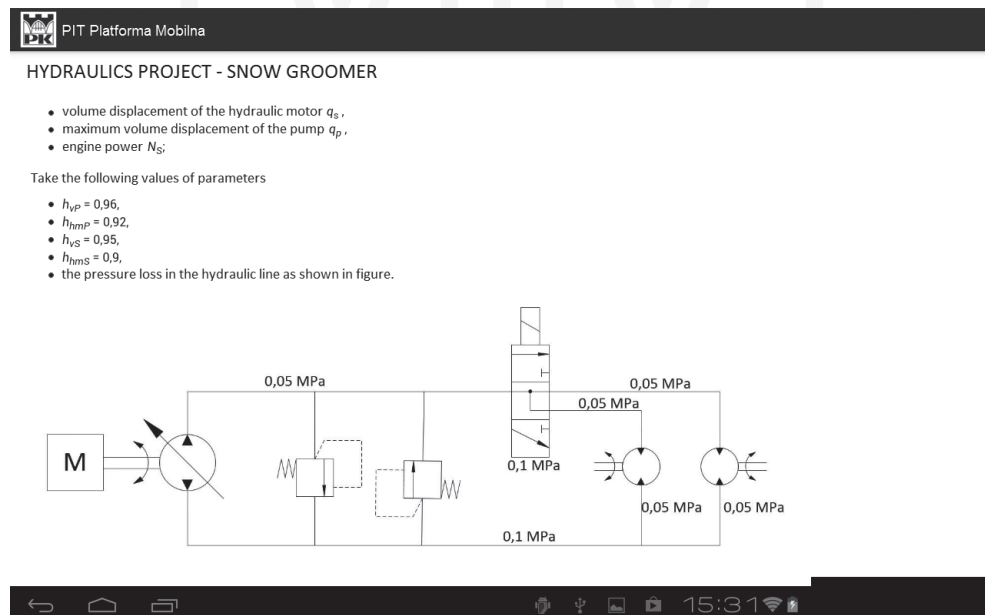 PK
PIT Platforma Mobilna
HYDRAULICS PROJECT - SNOW GROOMER
• volume displacement of the hydraulic motor qs,
• maximum volume displacement of the pump qp,
• engine power NS;
Take the following values of parameters
• hvP = 0,96,
• hhmP = 0,92,
• hvS = 0,95,
• hhmS = 0,9,
• the pressure loss in the hydraulic line as shown in figure.
0,05 MPa
0,05 MPa
0,05 MPa
M
0,1 MPa
0,05 MPa
0,05 MPa
0,1 MPa
15:31